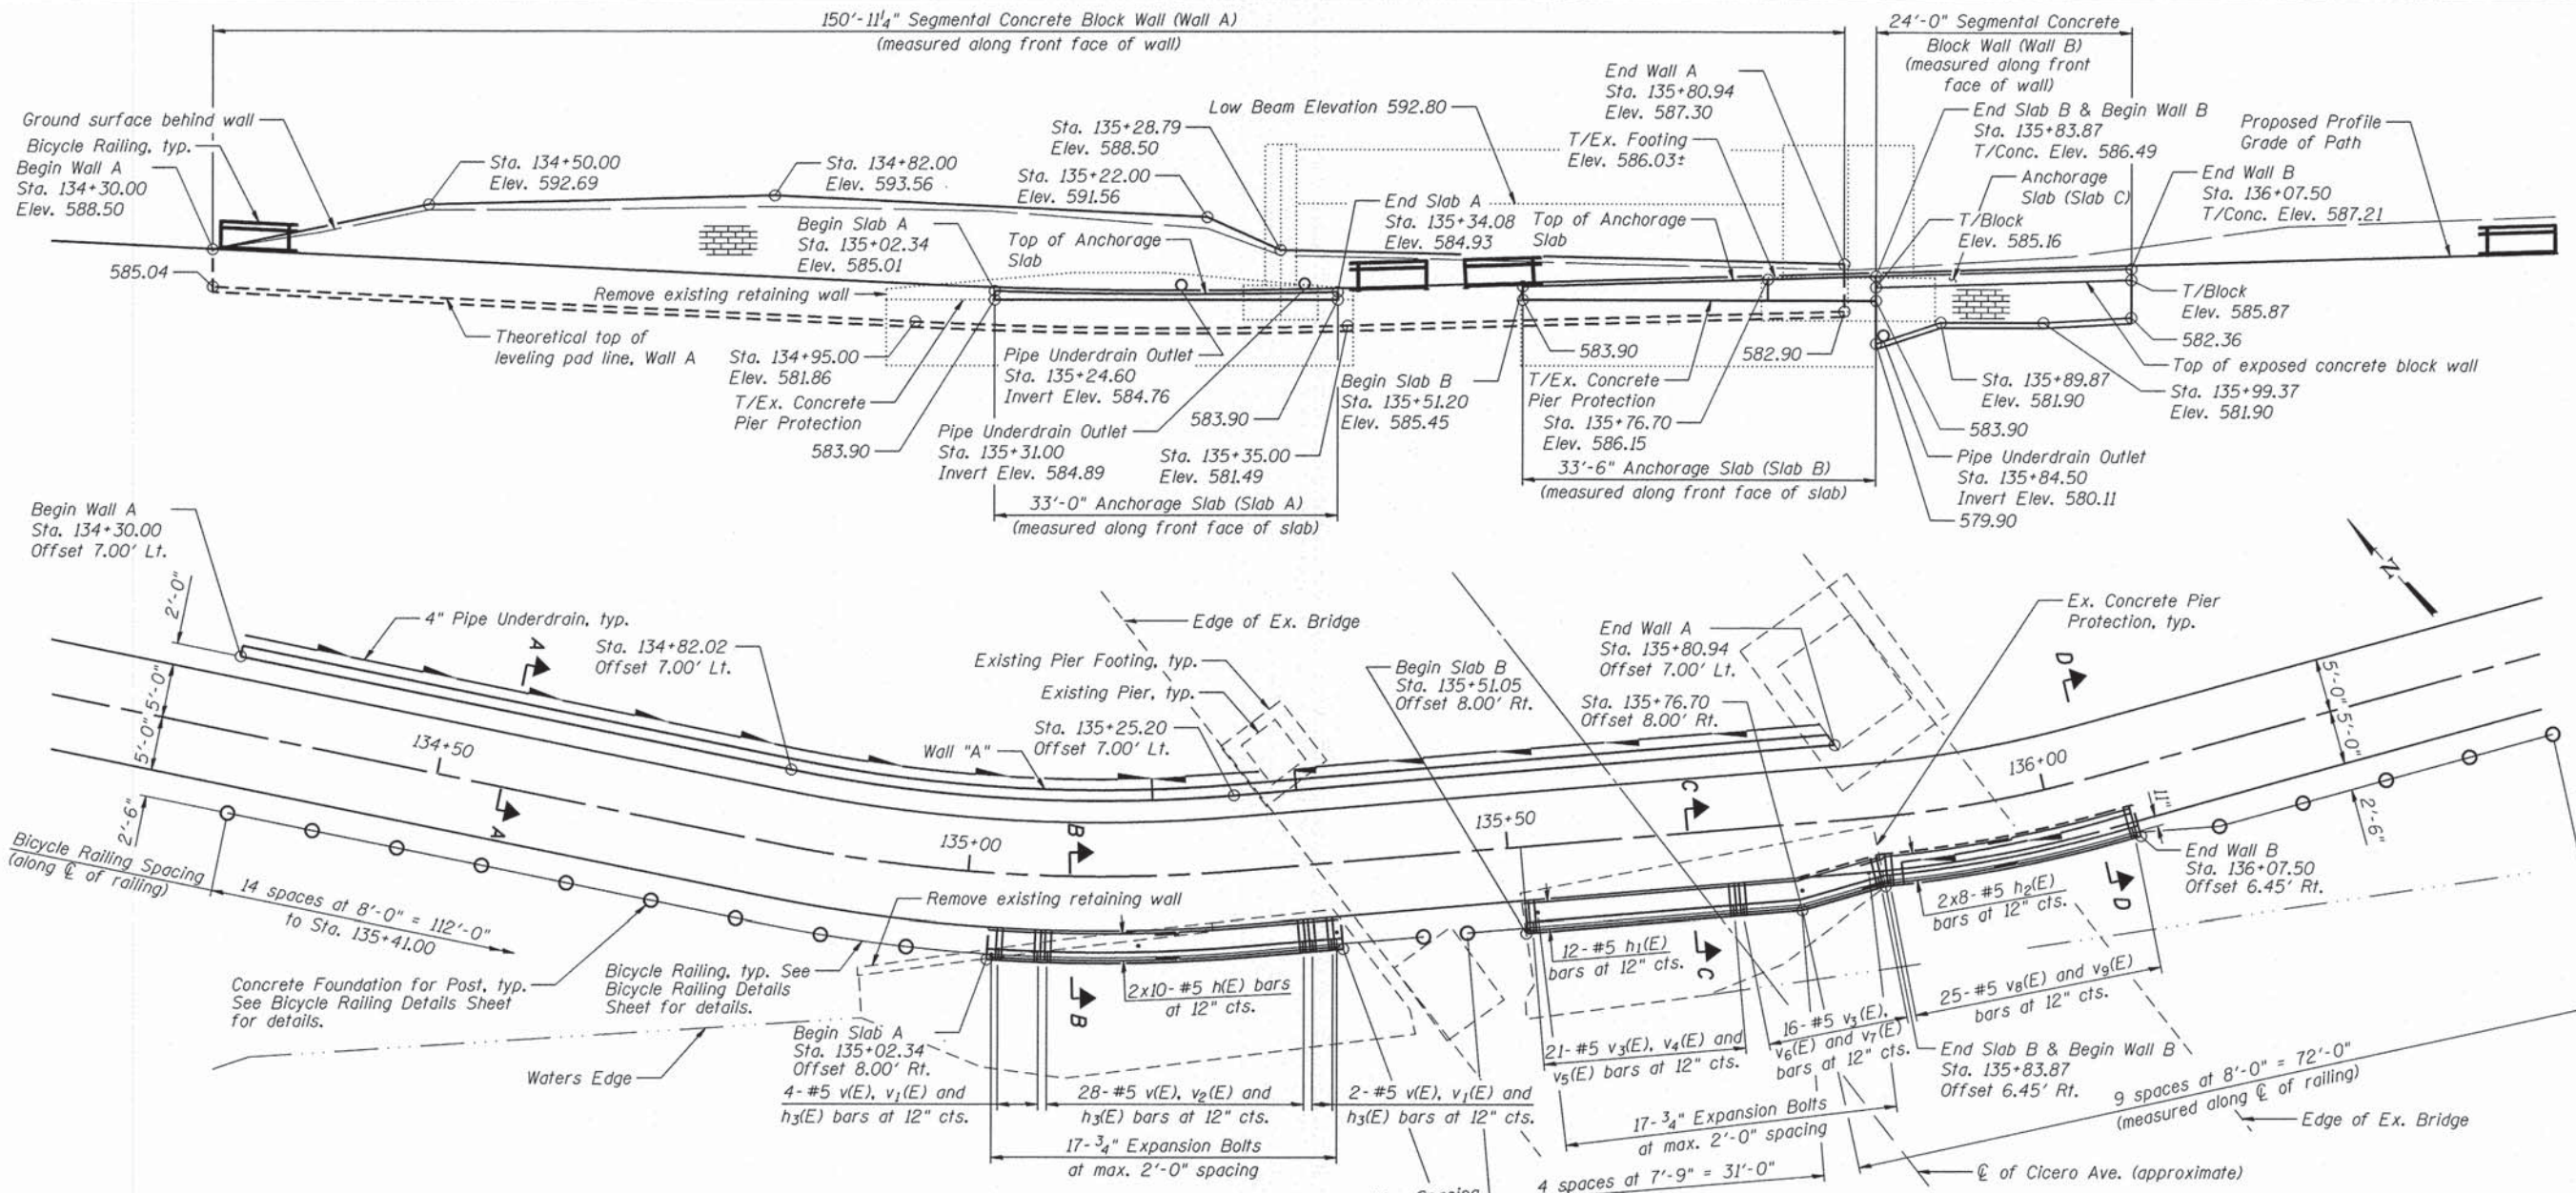 150'-11¼" Segmental Concrete Block Wall (Wall A)
(measured along front face of wall)
24'-0" Segmental Concrete
Block Wall (Wall B)
(measured along front
face of wall)
Ground surface behind wall
Bicycle Railing, typ.
Begin Wall A
Sta. 134+30.00
Elev. 588.50
Sta. 134+50.00
Elev. 592.69
Sta. 134+82.00
Elev. 593.56
Sta. 135+28.79
Elev. 588.50
Sta. 135+22.00
Elev. 591.56
Low Beam Elevation 592.80
End Wall A
Sta. 135+80.94
Elev. 587.30
T/Ex. Footing
Elev. 586.03±
End Slab B & Begin Wall B
Sta. 135+83.87
T/Conc. Elev. 586.49
Proposed Profile
Grade of Path
Anchorage
Slab (Slab C)
End Wall B
Sta. 136+07.50
T/Conc. Elev. 587.21
Begin Slab A
Sta. 135+02.34
Elev. 585.01
Top of Anchorage
Slab
End Slab A
Sta. 135+34.08
Elev. 584.93
Top of Anchorage
Slab
T/Block
Elev. 585.16
585.04
Remove existing retaining wall
Theoretical top of
leveling pad line, Wall A
Sta. 134+95.00
Elev. 581.86
T/Ex. Concrete
Pier Protection
583.90
Pipe Underdrain Outlet
Sta. 135+24.60
Invert Elev. 584.76
Pipe Underdrain Outlet
Sta. 135+31.00
Invert Elev. 584.89
583.90
Sta. 135+35.00
Elev. 581.49
Begin Slab B
Sta. 135+51.20
Elev. 585.45
583.90
T/Ex. Concrete
Pier Protection
Sta. 135+76.70
Elev. 586.15
582.90
T/Block
Elev. 585.87
582.36
Top of exposed concrete block wall
Sta. 135+89.87
Elev. 581.90
Sta. 135+99.37
Elev. 581.90
583.90
Pipe Underdrain Outlet
Sta. 135+84.50
Invert Elev. 580.11
579.90
33'-0" Anchorage Slab (Slab A)
(measured along front face of slab)
33'-6" Anchorage Slab (Slab B)
(measured along front face of slab)
Begin Wall A
Sta. 134+30.00
Offset 7.00' Lt.
N
2'-0"
4" Pipe Underdrain, typ.
A
Sta. 134+82.02
Offset 7.00' Lt.
Edge of Ex. Bridge
Existing Pier Footing, typ.
Existing Pier, typ.
Sta. 135+25.20
Offset 7.00' Lt.
Wall "A"
Begin Slab B
Sta. 135+51.05
Offset 8.00' Rt.
End Wall A
Sta. 135+80.94
Offset 7.00' Lt.
Sta. 135+76.70
Offset 8.00' Rt.
Ex. Concrete Pier
Protection, typ.
D
5'-0"
5'-0"
5'-0"
5'-0"
134+50
A
135+00
B
135+50
C
136+00
11"
2'-6"
2'-6"
Bicycle Railing Spacing
(along ℄ of railing)
14 spaces at 8'-0" = 112'-0"
to Sta. 135+41.00
Remove existing retaining wall
End Wall B
Sta. 136+07.50
Offset 6.45' Rt.
D
2x8-#5 h2(E)
bars at 12" cts.
12-#5 h1(E)
bars at 12" cts.
C
Concrete Foundation for Post, typ.
See Bicycle Railing Details Sheet
for details.
Bicycle Railing, typ. See
Bicycle Railing Details
Sheet for details.
2x10-#5 h(E) bars
at 12" cts.
B
25-#5 v8(E) and v9(E)
bars at 12" cts.
Begin Slab A
Sta. 135+02.34
Offset 8.00' Rt.
Waters Edge
21-#5 v3(E), v4(E) and
v5(E) bars at 12" cts.
16-#5 v3(E),
v6(E) and v7(E)
bars at 12" cts.
End Slab B & Begin Wall B
Sta. 135+83.87
Offset 6.45' Rt.
4-#5 v(E), v1(E) and
h3(E) bars at 12" cts.
28-#5 v(E), v2(E) and
h3(E) bars at 12" cts.
2-#5 v(E), v1(E) and
h3(E) bars at 12" cts.
9 spaces at 8'-0" = 72'-0"
(measured along ℄ of railing)
17-¾" Expansion Bolts
at max. 2'-0" spacing
17-¾" Expansion Bolts
at max. 2'-0" spacing
Edge of Ex. Bridge
4 spaces at 7'-9" = 31'-0"
℄ of Cicero Ave. (approximate)